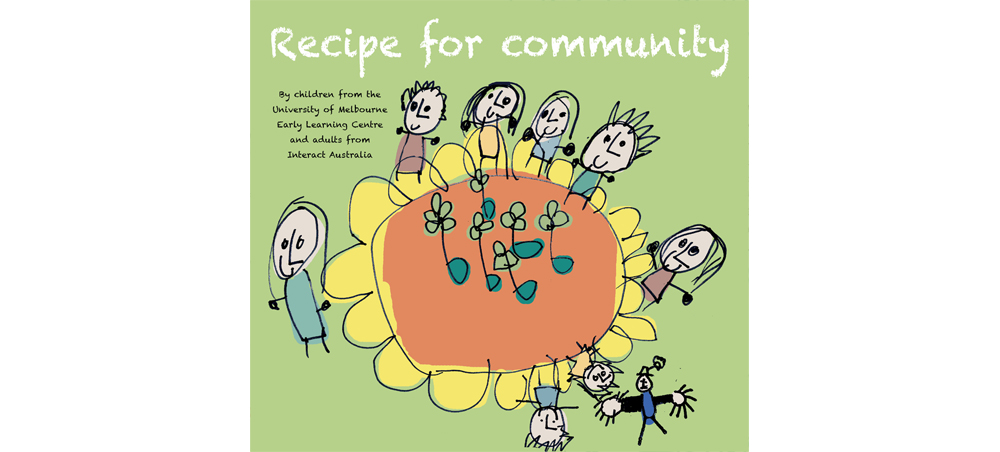 Recipe for community
By children from the
University of Melbourne
Early Learning Centre
and adults from
Interact Australia